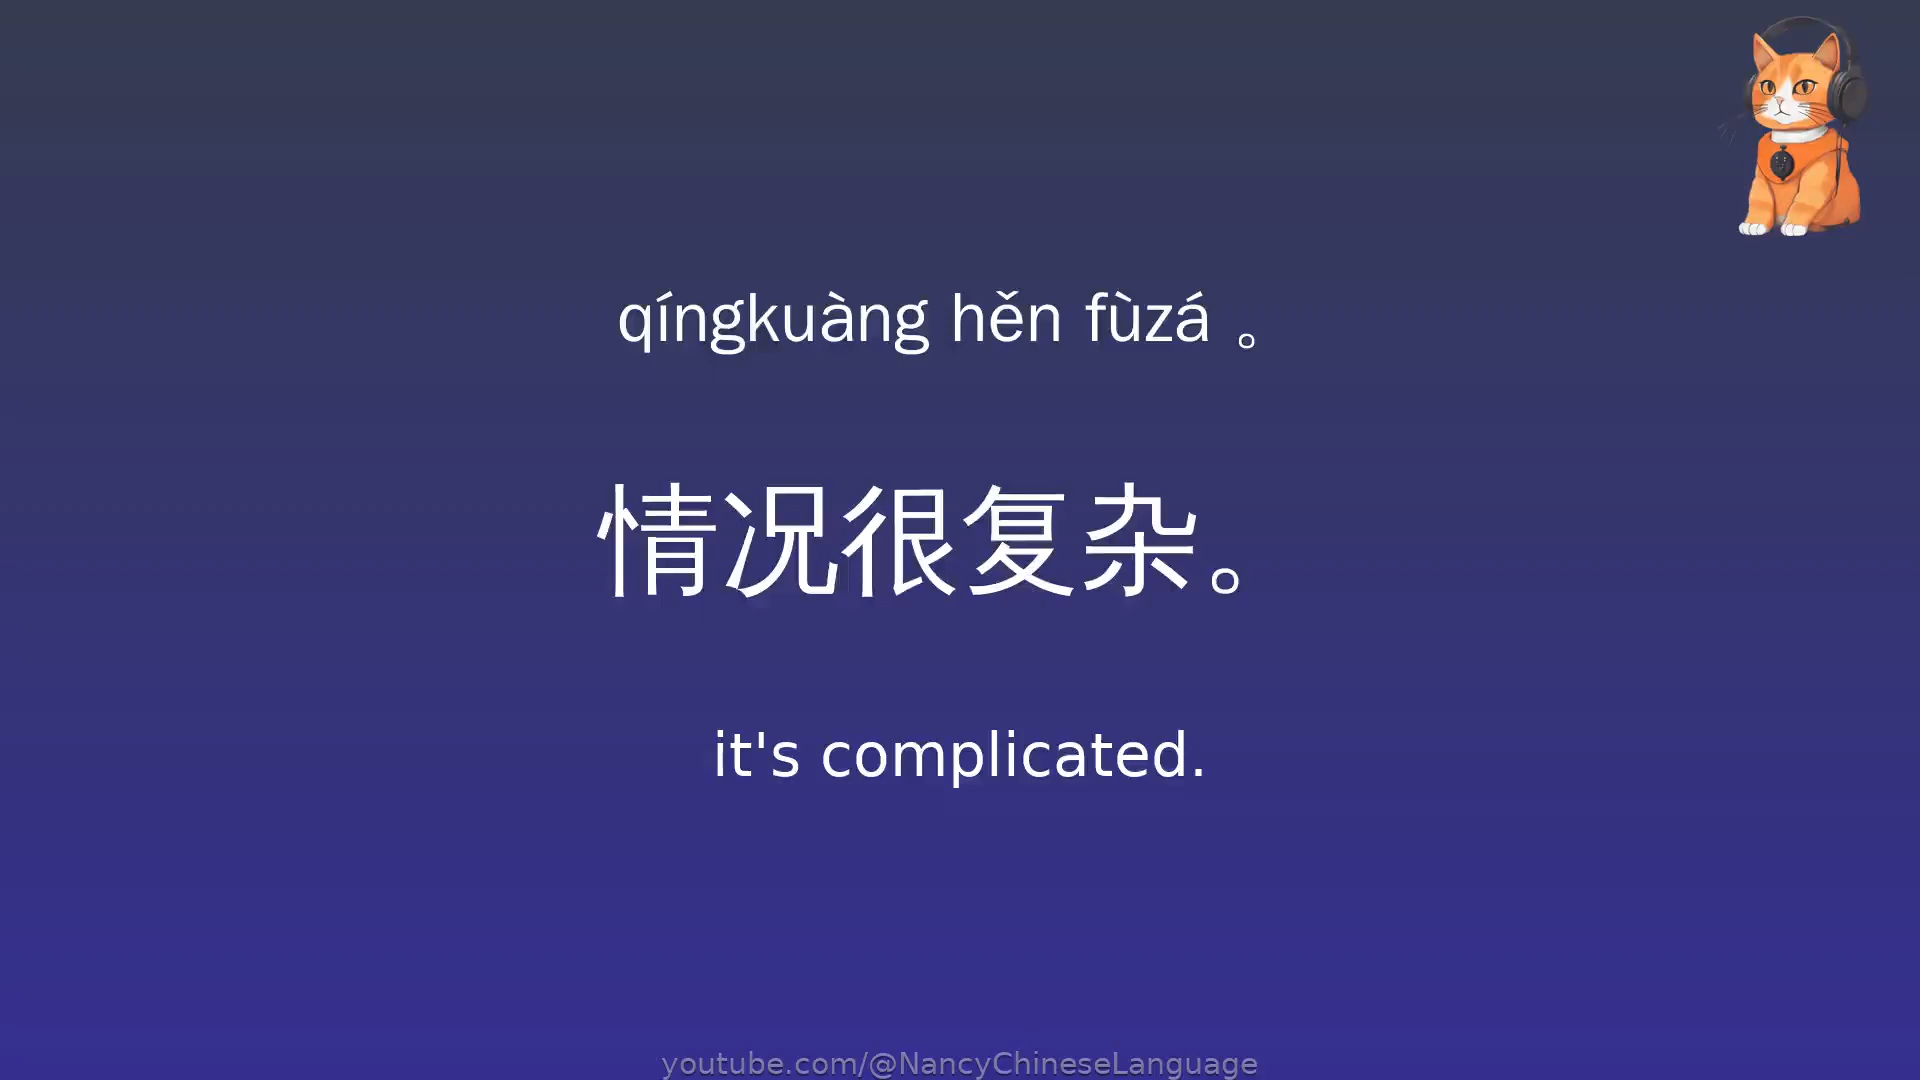 qíngkuàng hěn fùzá 。
情况很复杂。
it's complicated.
youtube.com/@NancyChineseLanguage